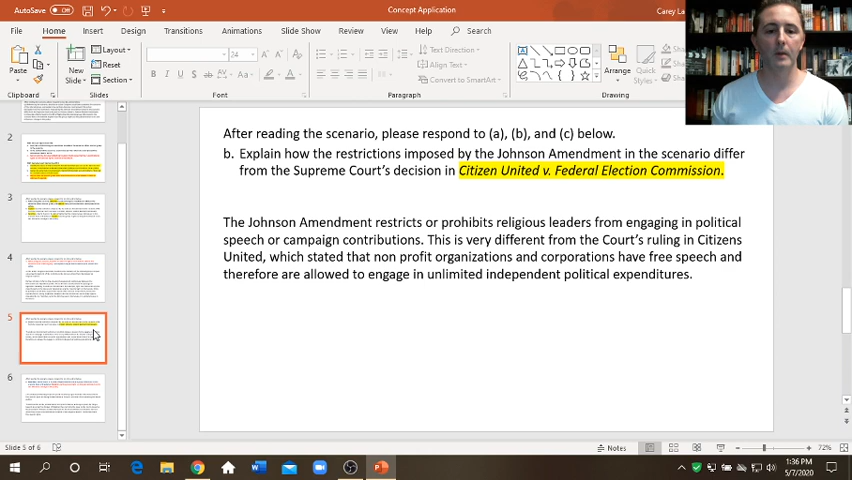 AutoSave Off
Concept Application
Carey La
File Home Insert Draw Design Transitions Animations Slide Show Review View Help Search
Paste
New Slide
Layout
Reset
Section
24
Text Direction
Align Text
Convert to SmartArt
Arrange
Quick Styles
Sha
Sha
Sha
Clipboard Slides Font Paragraph Drawing
After reading the scenario, please respond to (a), (b), and (c) below.
b. Explain how the restrictions imposed by the Johnson Amendment in the scenario differ
from the Supreme Court's decision in Citizen United v. Federal Election Commission.
The Johnson Amendment restricts or prohibits religious leaders from engaging in political
speech or campaign contributions. This is very different from the Court's ruling in Citizens
United, which stated that non profit organizations and corporations have free speech and
therefore are allowed to engage in unlimited independent political expenditures.
2
3
4
5
6
Slide 5 of 6
Notes
72%
1:36 PM
5/7/2020